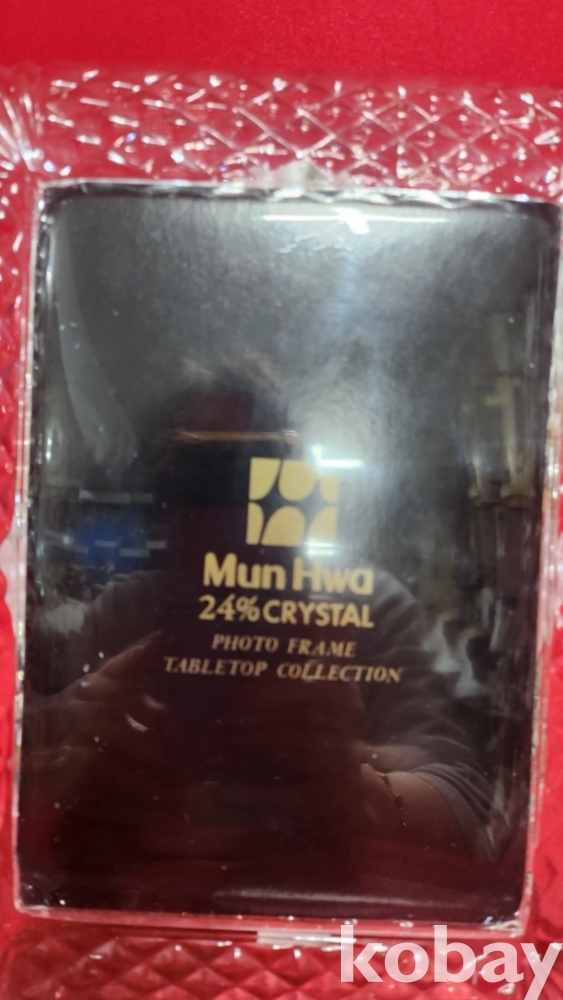 Mun Hwa
24% CRYSTAL
PHOTO FRAME
TABLETOP COLLECTION
kobay